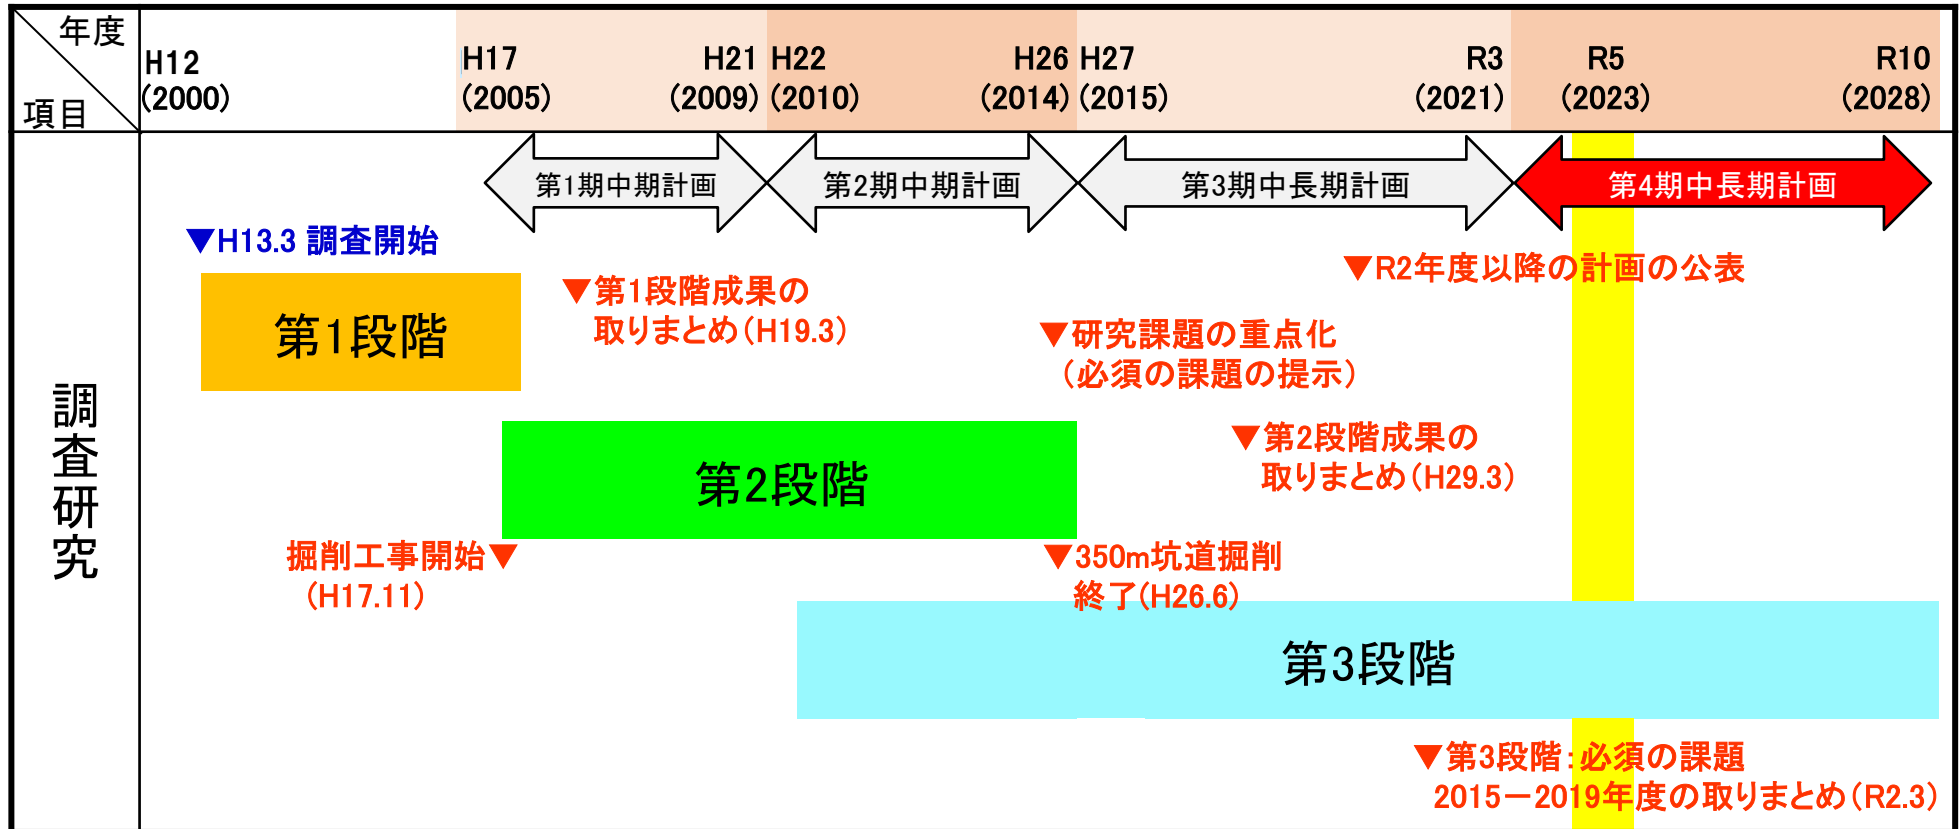 年度
項目
H12
(2000)
H17
(2005)
H21
(2009)
H22
(2010)
H26
(2014)
H27
(2015)
R3
(2021)
R5
(2023)
R10
(2028)
調査研究
第1期中期計画
第2期中期計画
第3期中長期計画
第4期中長期計画
▼H13.3 調査開始
第1段階
▼第1段階成果の
取りまとめ(H19.3)
▼R2年度以降の計画の公表
▼研究課題の重点化
(必須の課題の提示)
第2段階
▼第2段階成果の
取りまとめ(H29.3)
掘削工事開始▼
(H17.11)
▼350m坑道掘削
終了(H26.6)
第3段階
▼第3段階:必須の課題
2015-2019年度の取りまとめ(R2.3)